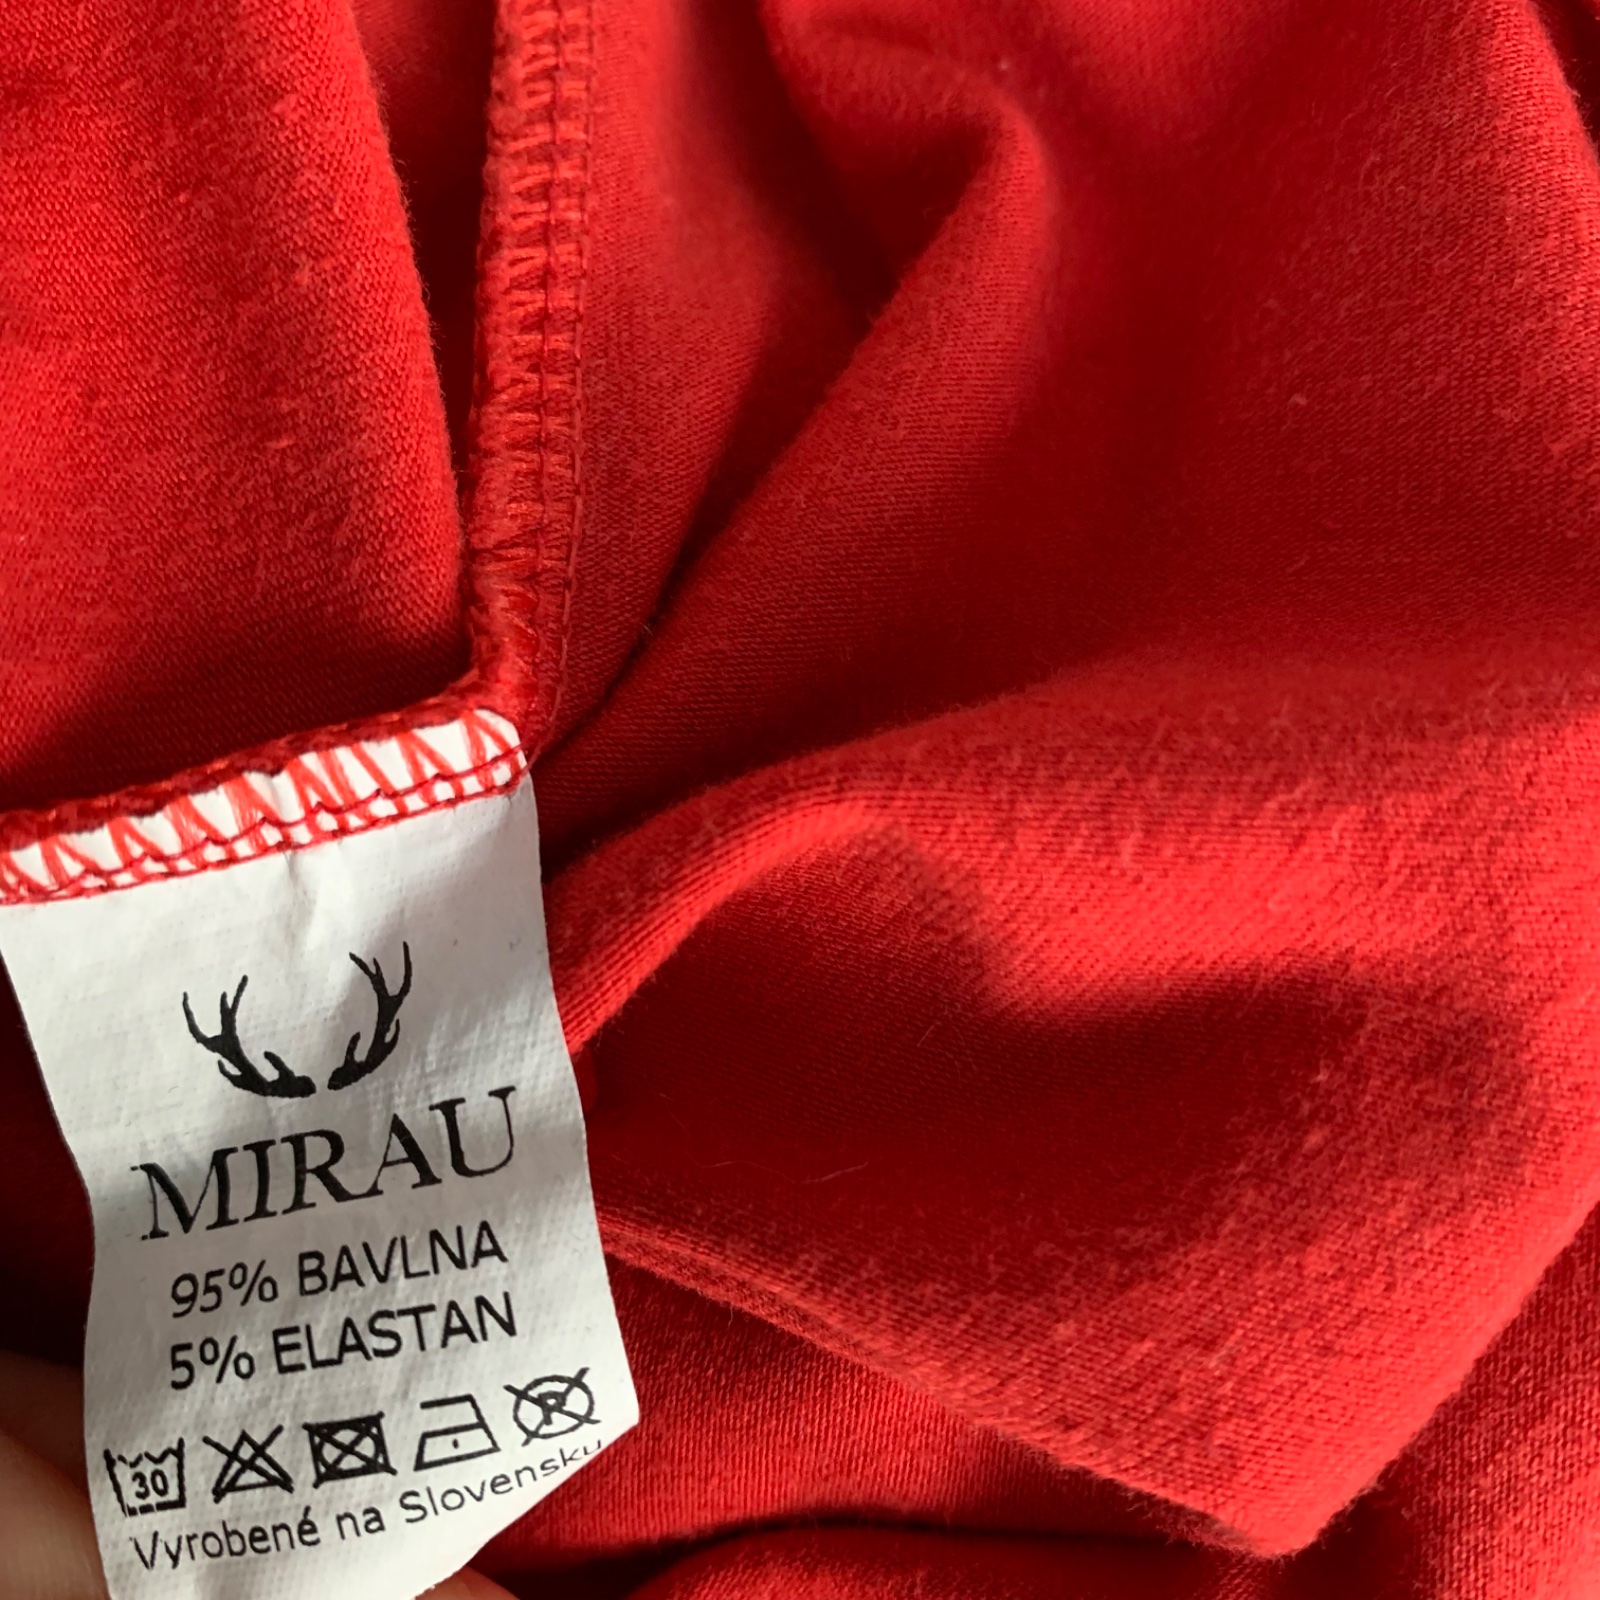 MIRAU
95% BAVLNA
5% ELASTAN
30 P
Vyrobené na Slovensku